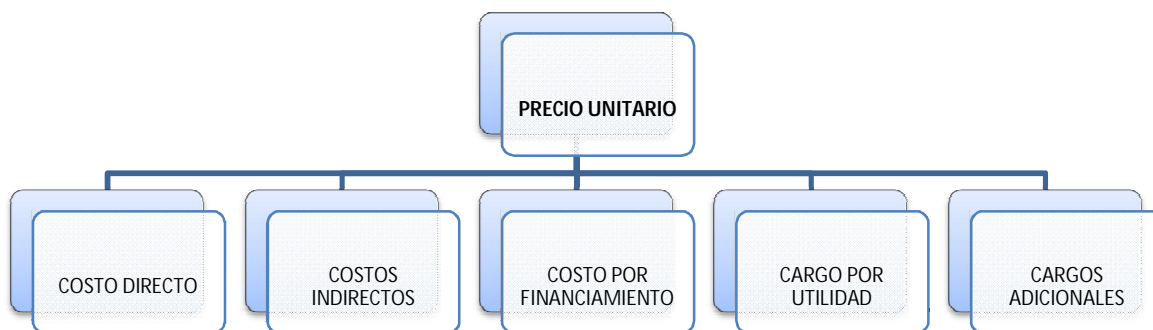 PRECIO UNITARIO
COSTO DIRECTO
COSTOS
INDIRECTOS
COSTO POR
FINANCIAMIENTO
CARGO POR
UTILIDAD
CARGOS
ADICIONALES